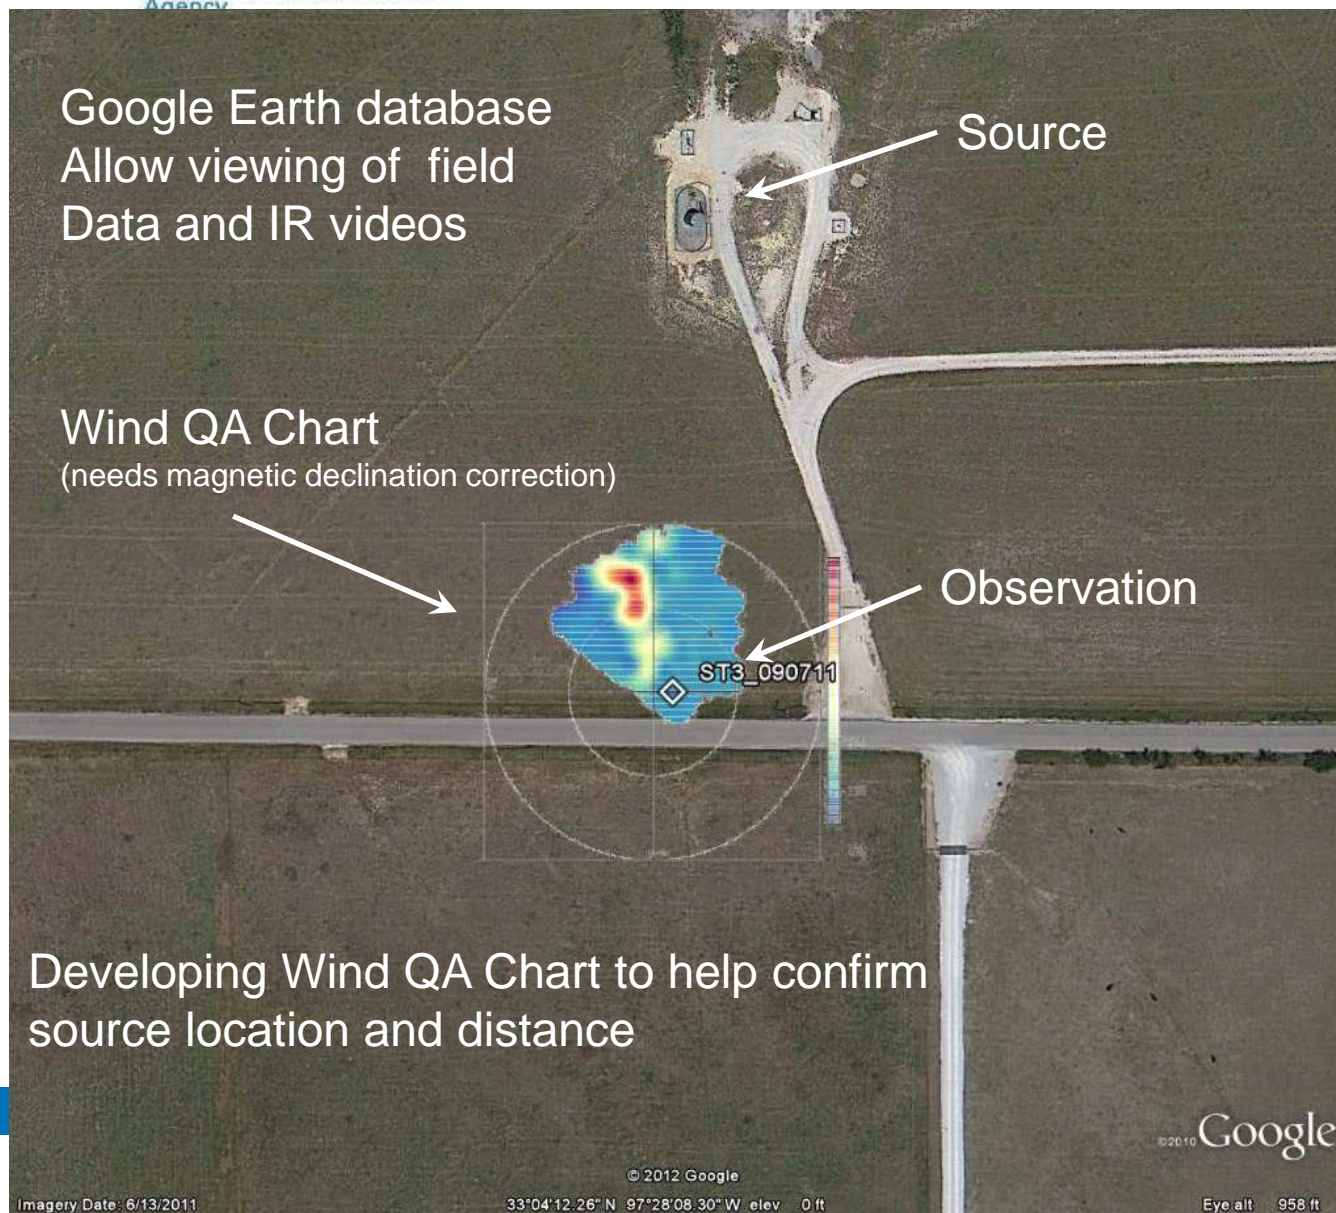 Agency
Google Earth database
Allow viewing of field
Data and IR videos
Source
Wind QA Chart
(needs magnetic declination correction)
Observation
ST3_090711
Developing Wind QA Chart to help confirm
source location and distance
©2010 Google
© 2012 Google
Imagery Date: 6/13/2011
33°04'12.26" N 97°28'08.30" W elev 0 ft
Eye alt 958 ft